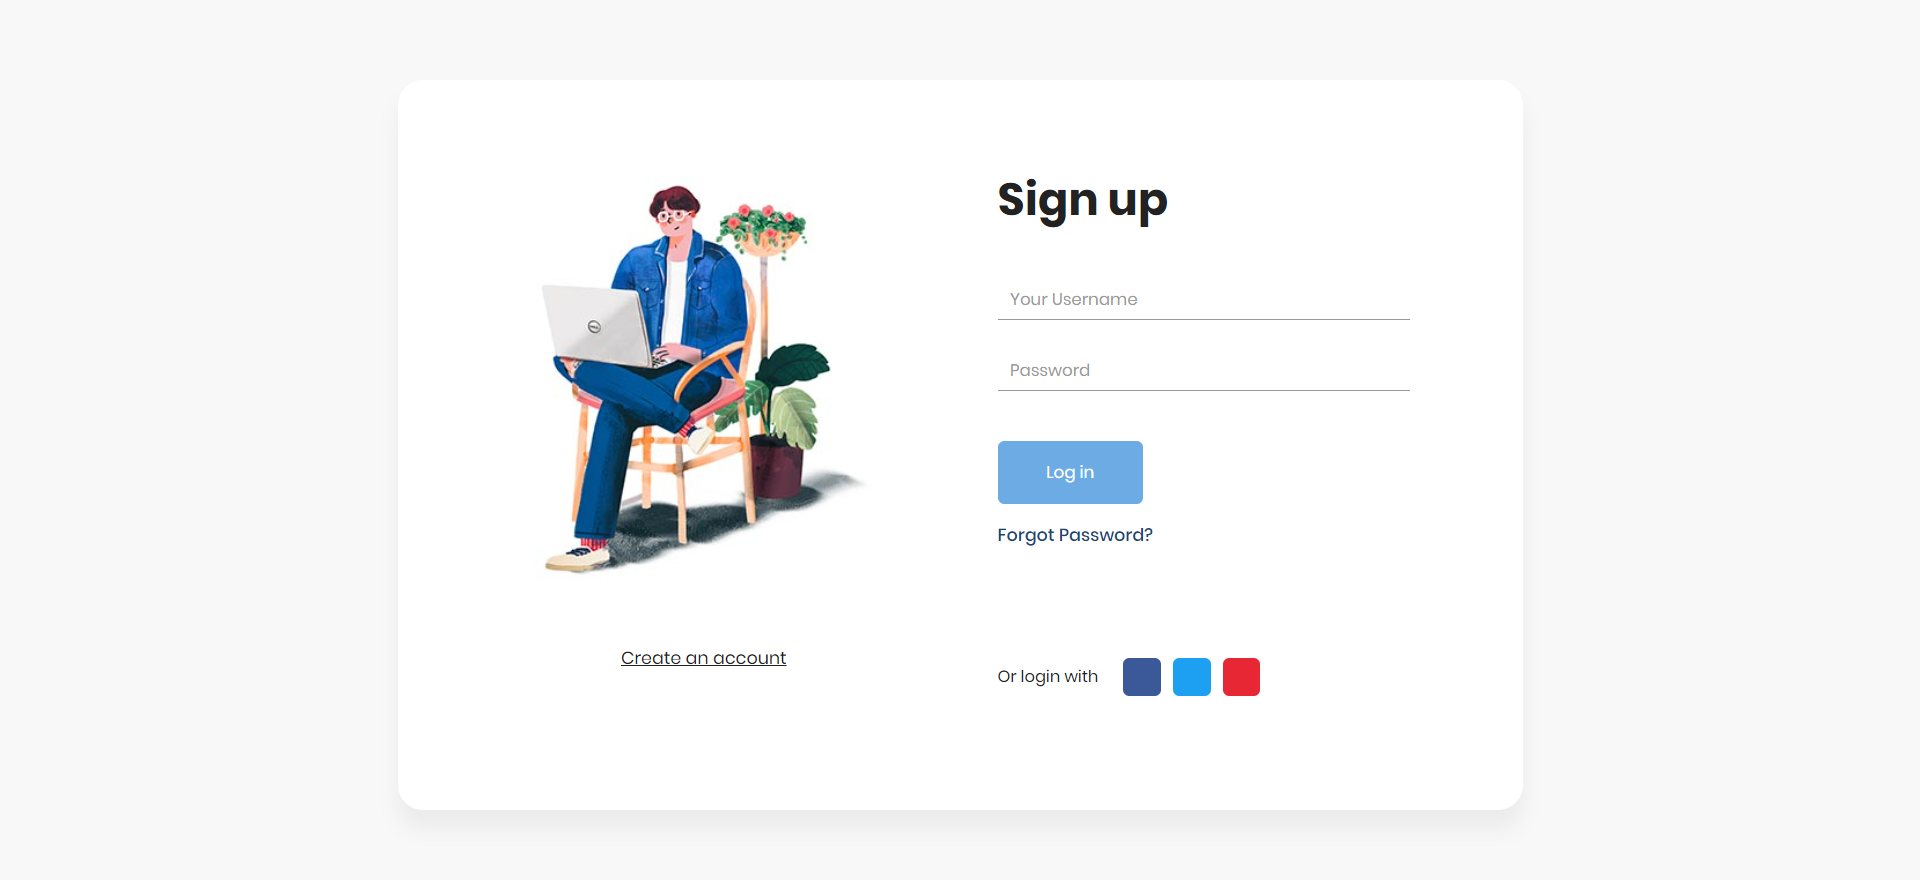 Sign up
Your Username
Password
Log in
Forgot Password?
Create an account
Or login with